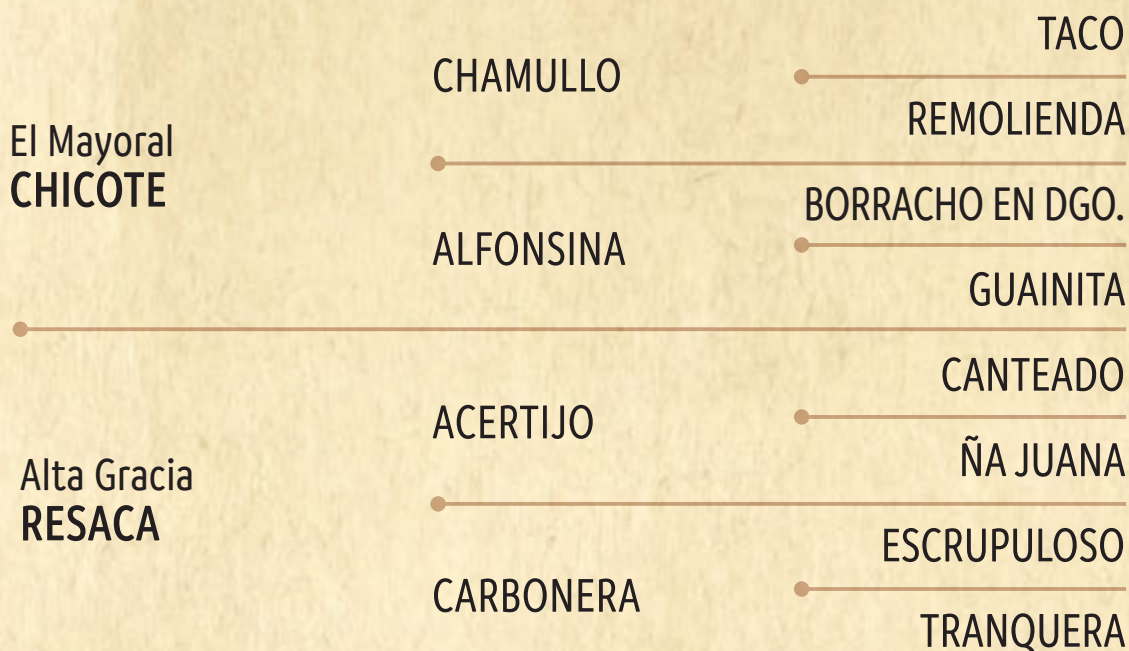 El Mayoral
CHICOTE
Alta Gracia
RESACA
CHAMULLO
ALFONSINA
ACERTIJO
CARBONERA
TACO
REMOLIENDA
BORRACHO EN DGO.
GUAINITA
CANTEADO
ÑA JUANA
ESCRUPULOSO
TRANQUERA